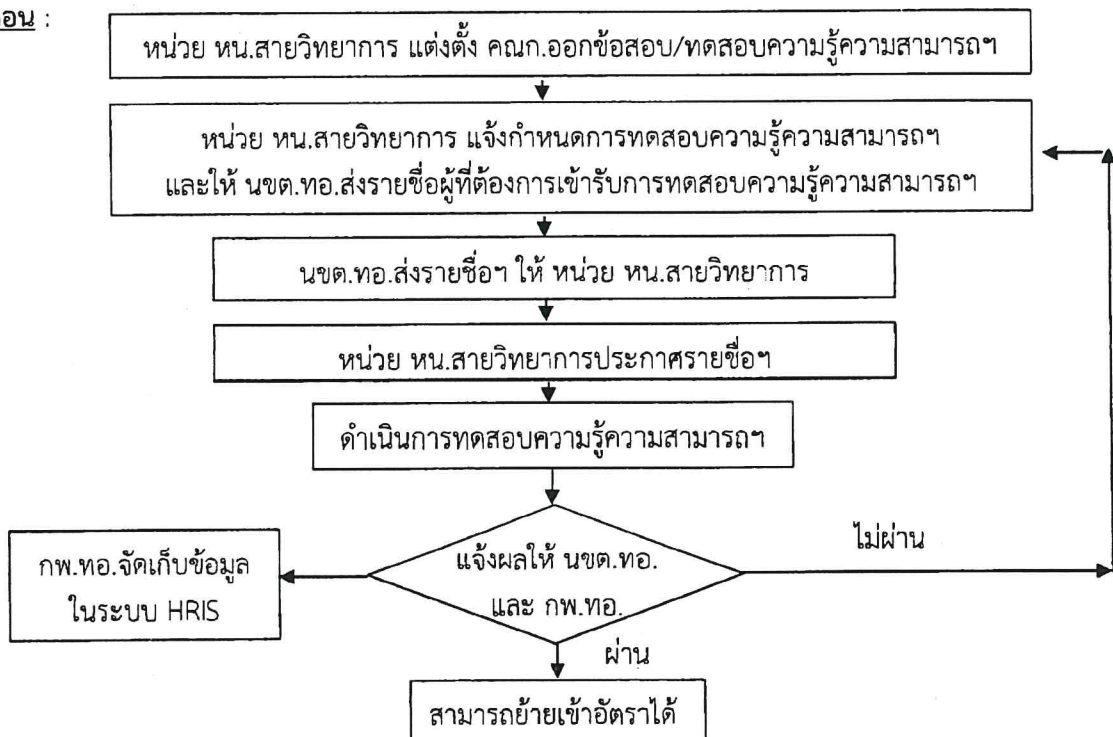 อน :
หน่วย หน.สายวิทยาการ แต่งตั้ง คณก.ออกข้อสอบ/ทดสอบความรู้ความสามารถฯ
หน่วย หน.สายวิทยาการ แจ้งกำหนดการทดสอบความรู้ความสามารถฯ
และให้ นขต.ทอ.ส่งรายชื่อผู้ที่ต้องการเข้ารับการทดสอบความรู้ความสามารถฯ
นขต.ทอ.ส่งรายชื่อฯ ให้ หน่วย หน.สายวิทยาการ
หน่วย หน.สายวิทยาการประกาศรายชื่อฯ
ดำเนินการทดสอบความรู้ความสามารถฯ
ไม่ผ่าน
แจ้งผลให้ นขต.ทอ.
และ กพ.ทอ.
กพ.ทอ.จัดเก็บข้อมูล
ในระบบ HRIS
ผ่าน
สามารถย้ายเข้าอัตราได้